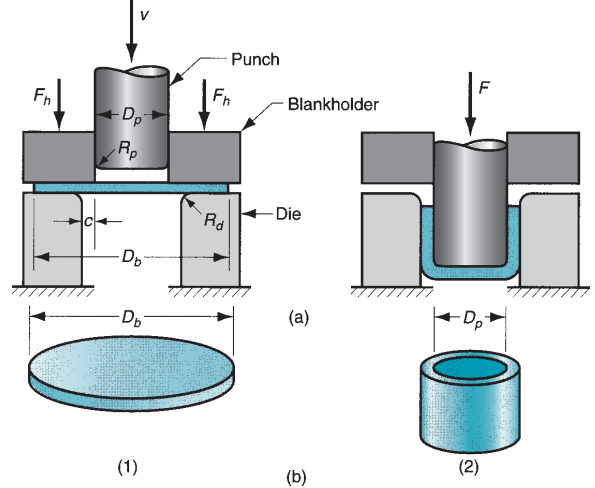 v
Punch
F_h
F_h
D_p
Blankholder
R_p
c
R_d
Die
D_b
F
(a)
D_b
D_p
(1)
(b)
(2)